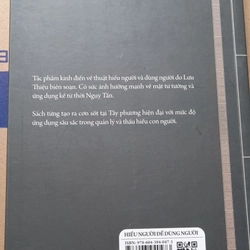 Tác phẩm kinh điển về thuật hiểu người và dùng người do Lưu
Thiệu biên soạn. Có sức ảnh hưởng mạnh về mặt tư tưởng và
ứng dụng kể từ thời Ngụy Tấn.
Sách từng tạo ra cơn sốt tại Tây phương hiện đại với mức độ
ứng dụng sâu sắc trong quản lý và thấu hiểu con người.
HIỂU NGƯỜI ĐỂ DÙNG NGƯỜI